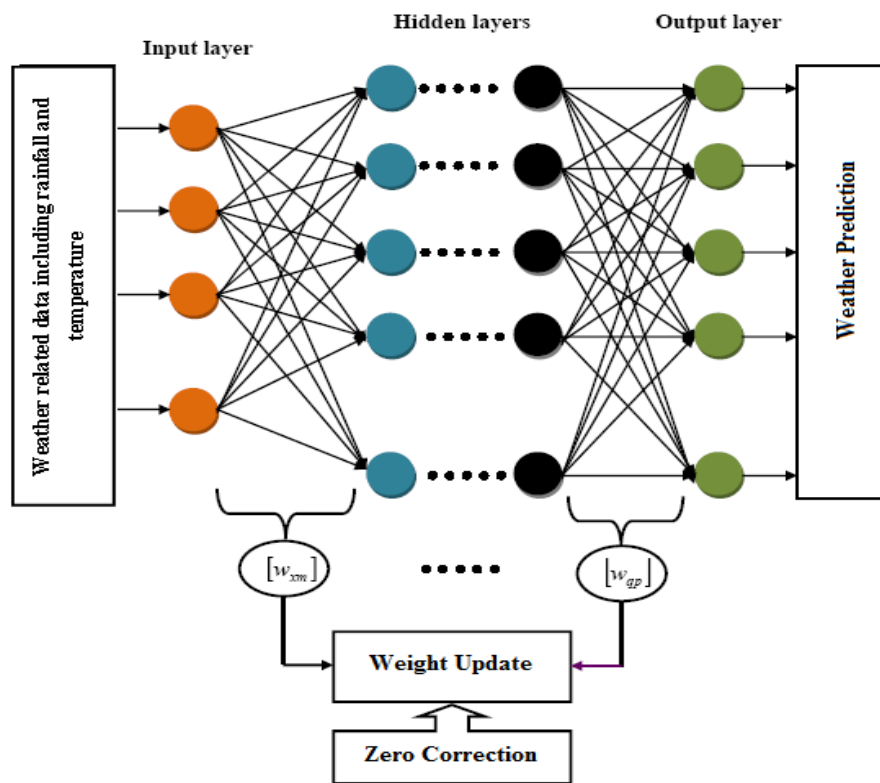 Hidden layers
Output layer
Input layer
Weather related data including rainfall and
temperature
Weather Prediction
[w_xm]
⌊w_qp⌋
Weight Update
Zero Correction